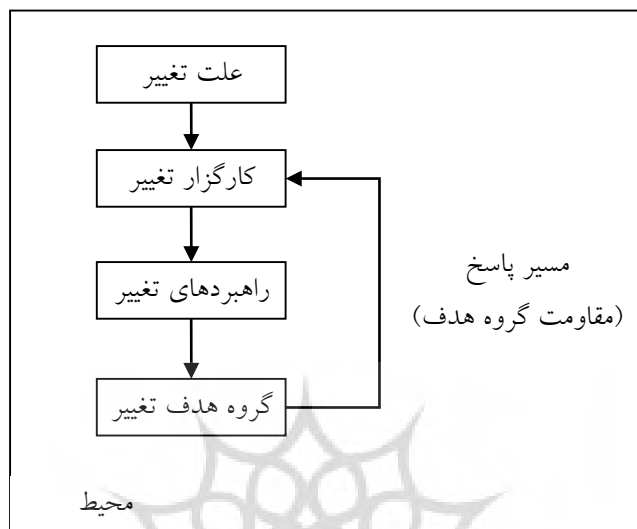 علت تغییر
کارگزار تغییر
راهبردهای تغییر
گروه هدف تغییر
مسیر پاسخ
(مقاومت گروه هدف)
محیط